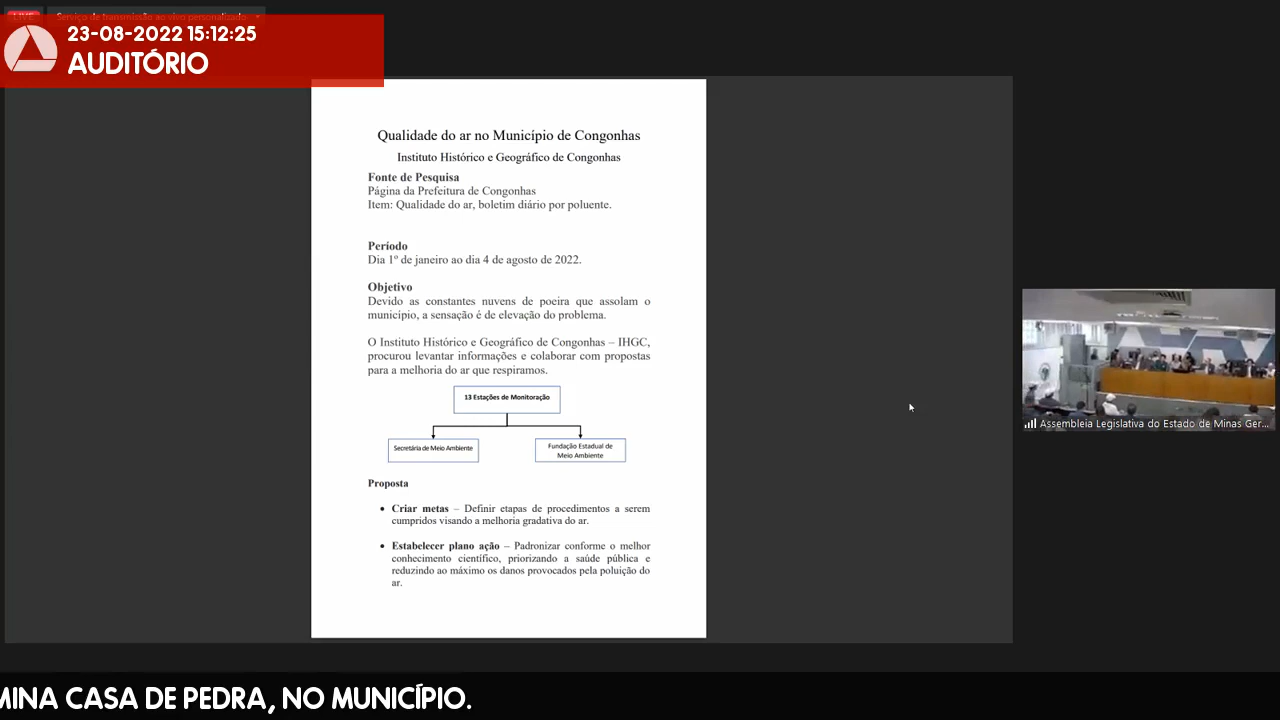 LIVE
Serviço de transmissão ao vivo personalizado
23-08-2022 15:12:25
AUDITÓRIO
Qualidade do ar no Município de Congonhas
Instituto Histórico e Geográfico de Congonhas
Fonte de Pesquisa
Página da Prefeitura de Congonhas
Item: Qualidade do ar, boletim diário por poluente.
Período
Dia 1º de janeiro ao dia 4 de agosto de 2022.
Objetivo
Devido as constantes nuvens de poeira que assolam o
município, a sensação é de elevação do problema.
O Instituto Histórico e Geográfico de Congonhas – IHGC,
procurou levantar informações e colaborar com propostas
para a melhoria do ar que respiramos.
13 Estações de Monitoração
Secretária de Meio Ambiente
Fundação Estadual de
Meio Ambiente
Proposta
• Criar metas – Definir etapas de procedimentos a serem
cumpridos visando a melhoria gradativa do ar.
• Estabelecer plano ação – Padronizar conforme o melhor
conhecimento científico, priorizando a saúde pública e
reduzindo ao máximo os danos provocados pela poluição do
ar.
Assembleia Legislativa do Estado de Minas Ger...
MINA CASA DE PEDRA, NO MUNICÍPIO.